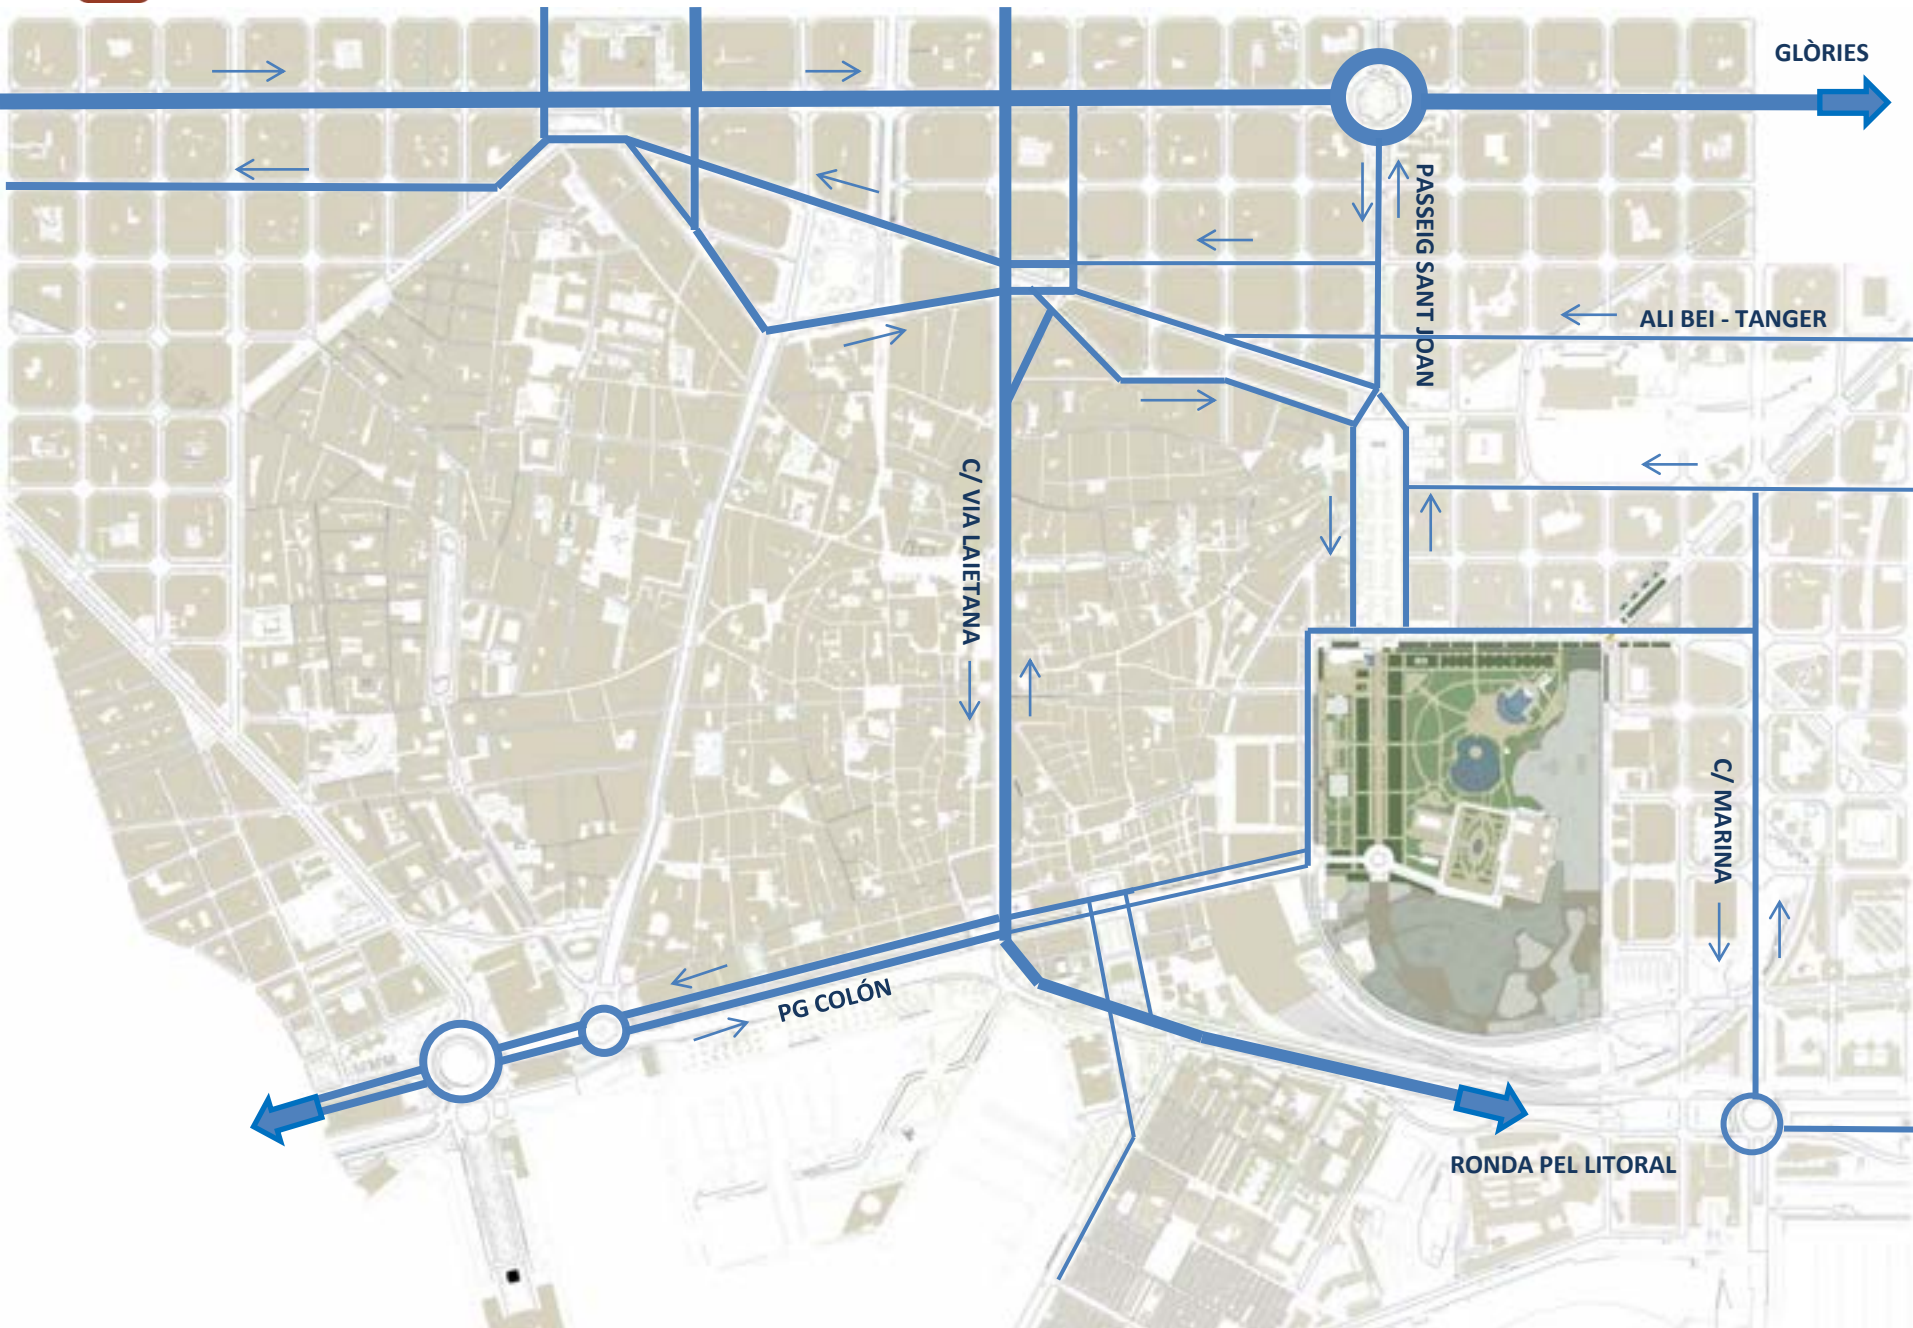 GLÒRIES
PASSEIG SANT JOAN
ALI BEI - TANGER
C/ VIA LAIETANA
C/ MARINA
PG COLÓN
RONDA PEL LITORAL